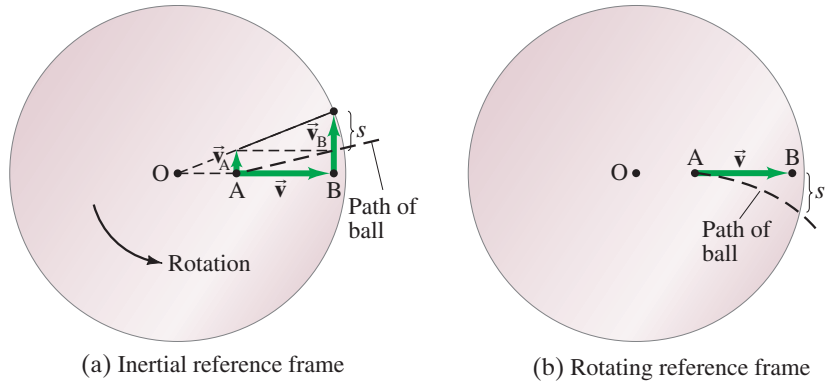 O
v⃗A
A
v⃗
v⃗B
B
s
Path of
ball
Rotation
(a) Inertial reference frame
O
A
v⃗
B
s
Path of
ball
(b) Rotating reference frame